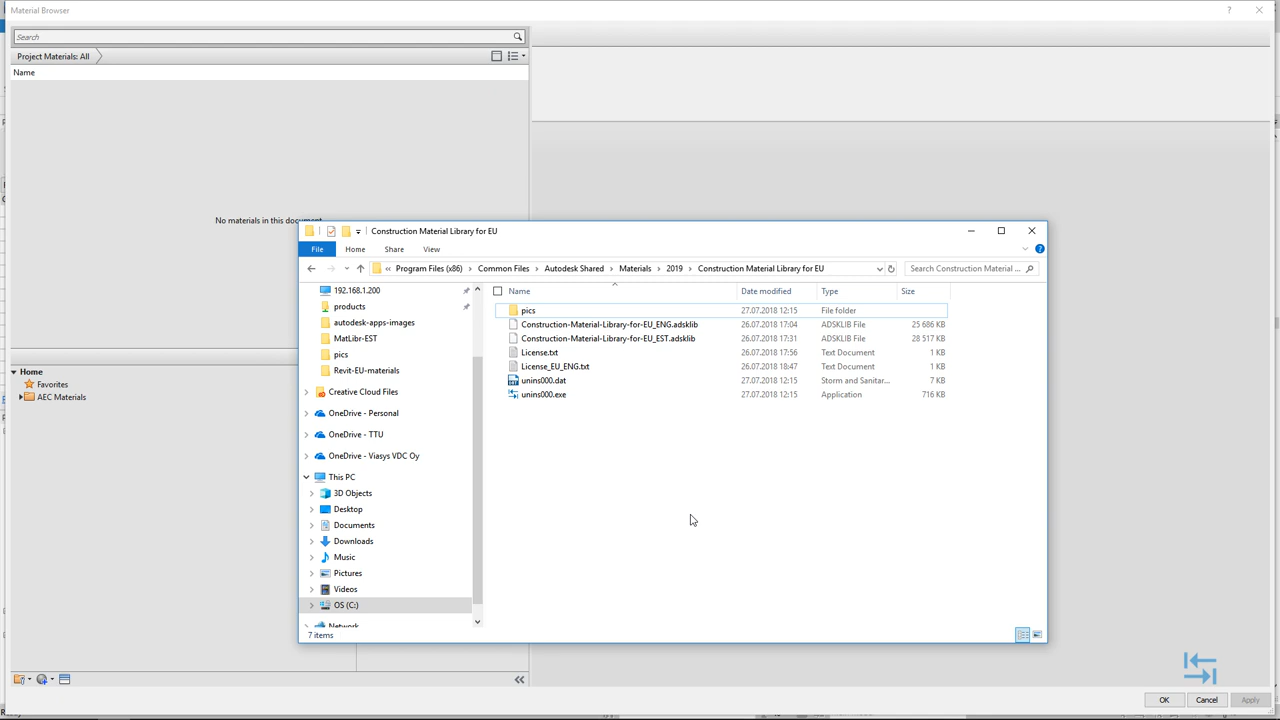 Material Browser
?
Search
Project Materials: All
Name
No materials in this document.
Construction Material Library for EU
File Home Share View
« Program Files (x86) > Common Files > Autodesk Shared > Materials > 2019 > Construction Material Library for EU
Search Construction Material ...
Name Date modified Type Size
192.168.1.200
products
autodesk-apps-images
MatLibr-EST
pics
Revit-EU-materials
Creative Cloud Files
OneDrive - Personal
OneDrive - TTU
OneDrive - Viasys VDC Oy
This PC
3D Objects
Desktop
Documents
Downloads
Music
Pictures
Videos
OS (C:)
Network
pics 27.07.2018 12:15 File folder
Construction-Material-Library-for-EU_ENG.adsklib 26.07.2018 17:04 ADSKLIB File 25 686 KB
Construction-Material-Library-for-EU_EST.adsklib 26.07.2018 17:31 ADSKLIB File 28 517 KB
License.txt 26.07.2018 17:56 Text Document 1 KB
License_EU_ENG.txt 26.07.2018 18:47 Text Document 1 KB
unins000.dat 27.07.2018 12:15 Storm and Sanitar... 7 KB
unins000.exe 27.07.2018 12:15 Application 716 KB
7 items
Home
Favorites
AEC Materials
OK Cancel Apply